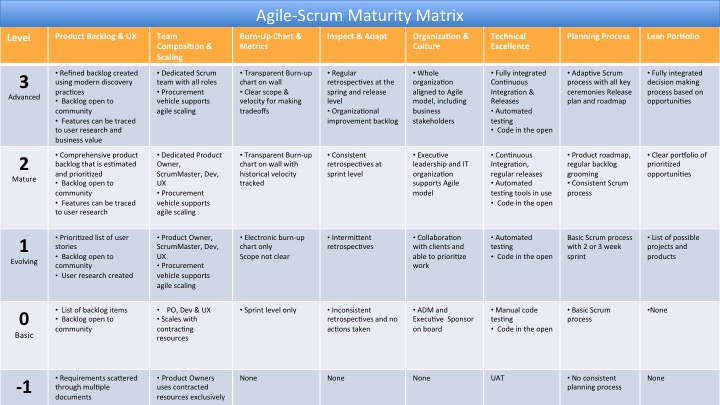 Agile-Scrum Maturity Matrix
Level
Product Backlog & UX
Team
Composition &
Scaling
Burn-Up Chart &
Metrics
Inspect & Adapt
Organization &
Culture
Technical
Excellence
Planning Process
Lean Portfolio
3
Advanced
• Refined backlog created
using modern discovery
practices
• Backlog open to
community
• Features can be traced
to user research and
business value
• Dedicated Scrum
team with all roles
• Procurement
vehicle supports
agile scaling
• Transparent Burn-up
chart on wall
• Clear scope &
velocity for making
tradeoffs
• Regular
retrospectives at the
spring and release
level
• Organizational
improvement backlog
• Whole
organization
aligned to Agile
model, including
business
stakeholders
• Fully integrated
Continuous
Integration &
Releases
• Automated
testing
• Code in the open
• Adaptive Scrum
process with all key
ceremonies Release
plan and roadmap
• Fully integrated
decision making
process based on
opportunities
2
Mature
• Comprehensive product
backlog that is estimated
and prioritized
• Backlog open to
community
• Features can be traced
to user research
• Dedicated Product
Owner,
ScrumMaster, Dev,
UX
• Procurement
vehicle supports
agile scaling
• Transparent Burn-up
chart on wall with
historical velocity
tracked
• Consistent
retrospectives at
sprint level
• Executive
leadership and IT
organization
supports Agile
model
• Continuous
Integration,
regular releases
• Automated
testing tools in use
• Code in the open
• Product roadmap,
regular backlog
grooming
• Consistent Scrum
process
• Clear portfolio of
prioritized
opportunities
1
Evolving
• Prioritized list of user
stories
• Backlog open to
community
• User research created
• Product Owner,
ScrumMaster, Dev,
UX
• Procurement
vehicle supports
agile scaling
• Electronic burn-up
chart only
Scope not clear
• Intermittent
retrospectives
• Collaboration
with clients and
able to prioritize
work
• Automated
testing
• Code in the open
Basic Scrum process
with 2 or 3 week
sprint
• List of possible
projects and
products
0
Basic
• List of backlog items
• Backlog open to
community
• PO, Dev & UX
• Scales with
contracting
resources
• Sprint level only
• Inconsistent
retrospectives and no
actions taken
• ADM and
Executive Sponsor
on board
• Manual code
testing
• Code in the open
• Basic Scrum
process
•None
-1
• Requirements scattered
through multiple
documents
• Product Owners
uses contracted
resources exclusively
None
None
None
UAT
• No consistent
planning process
None